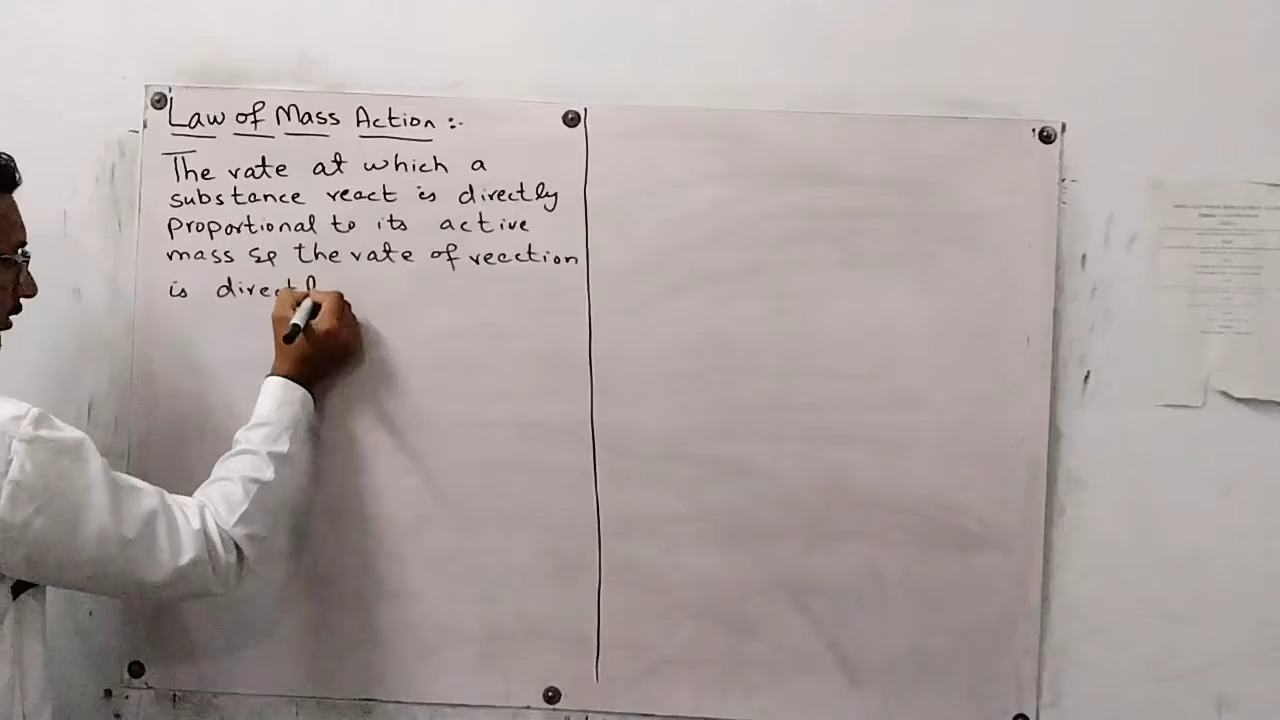 Law of Mass Action :-
The rate at which a
substance react is directly
proportional to its active
mass & the rate of reaction
is directl